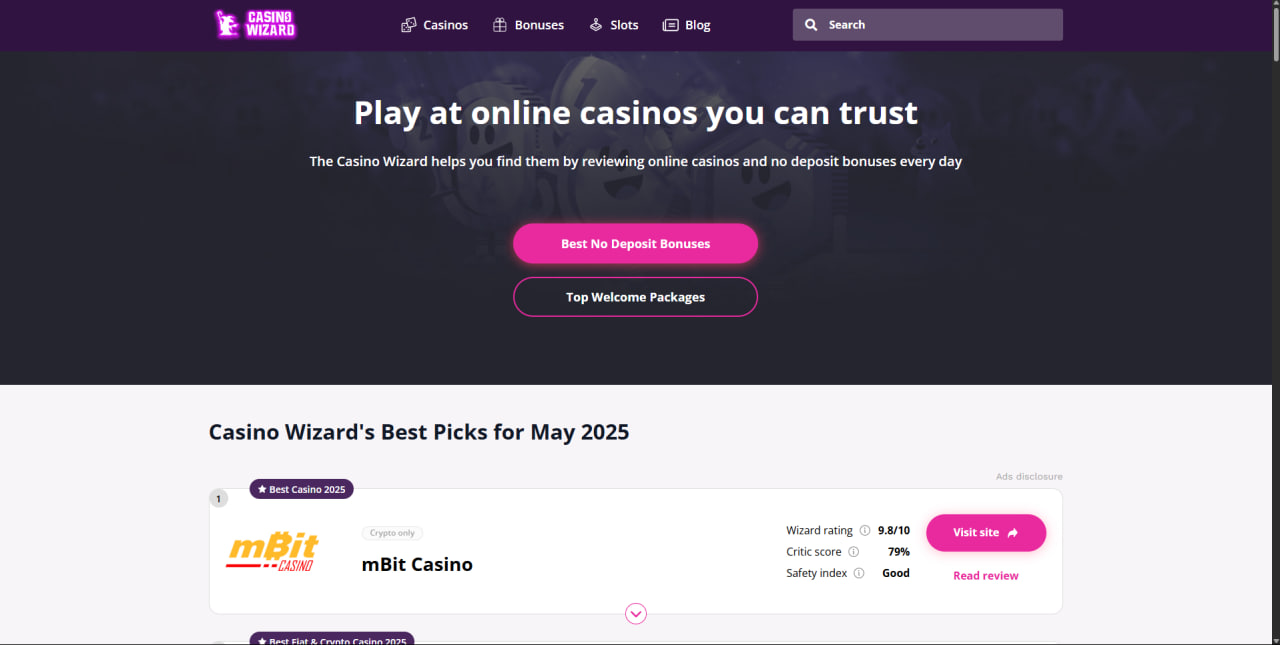 CASINO
WIZARD
Casinos
Bonuses
Slots
Blog
Search
Play at online casinos you can trust
The Casino Wizard helps you find them by reviewing online casinos and no deposit bonuses every day
Best No Deposit Bonuses
Top Welcome Packages
Casino Wizard's Best Picks for May 2025
Ads disclosure
1
Best Casino 2025
mBit
CASINO
Crypto only
mBit Casino
Wizard rating 9.8/10
Critic score 79%
Safety index Good
Visit site
Read review
Best Fiat & Crypto Casino 2025